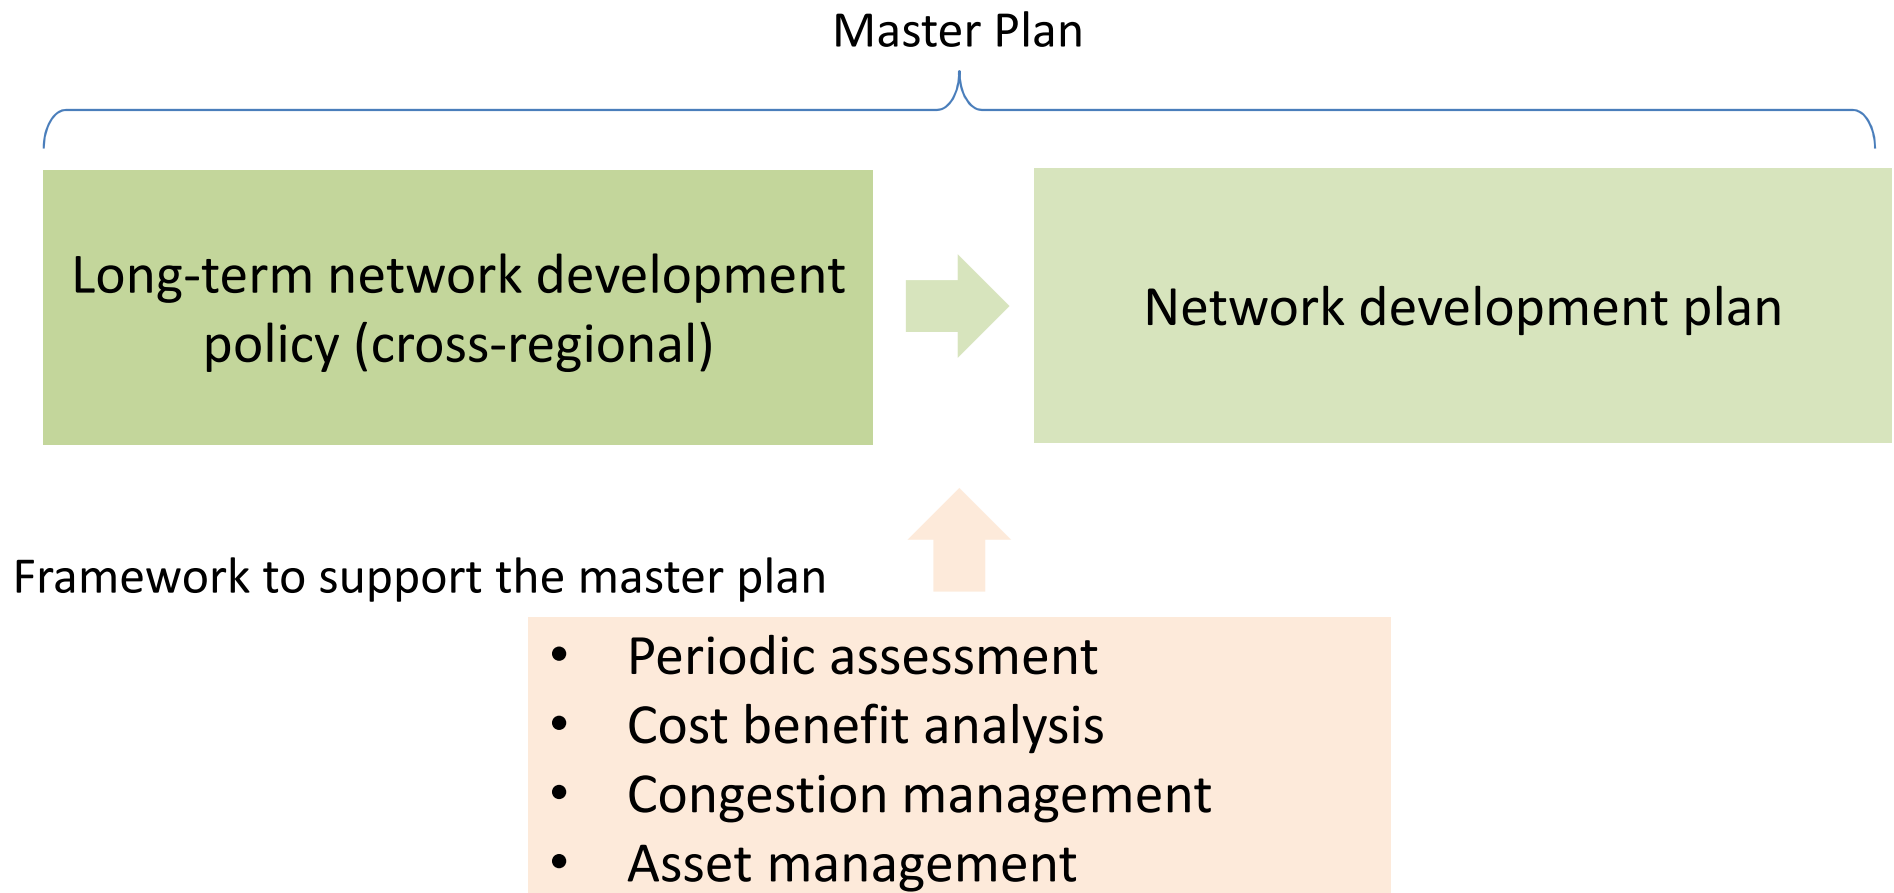 Master Plan
Long-term network development
policy (cross-regional)
Network development plan
Framework to support the master plan
• Periodic assessment
• Cost benefit analysis
• Congestion management
• Asset management